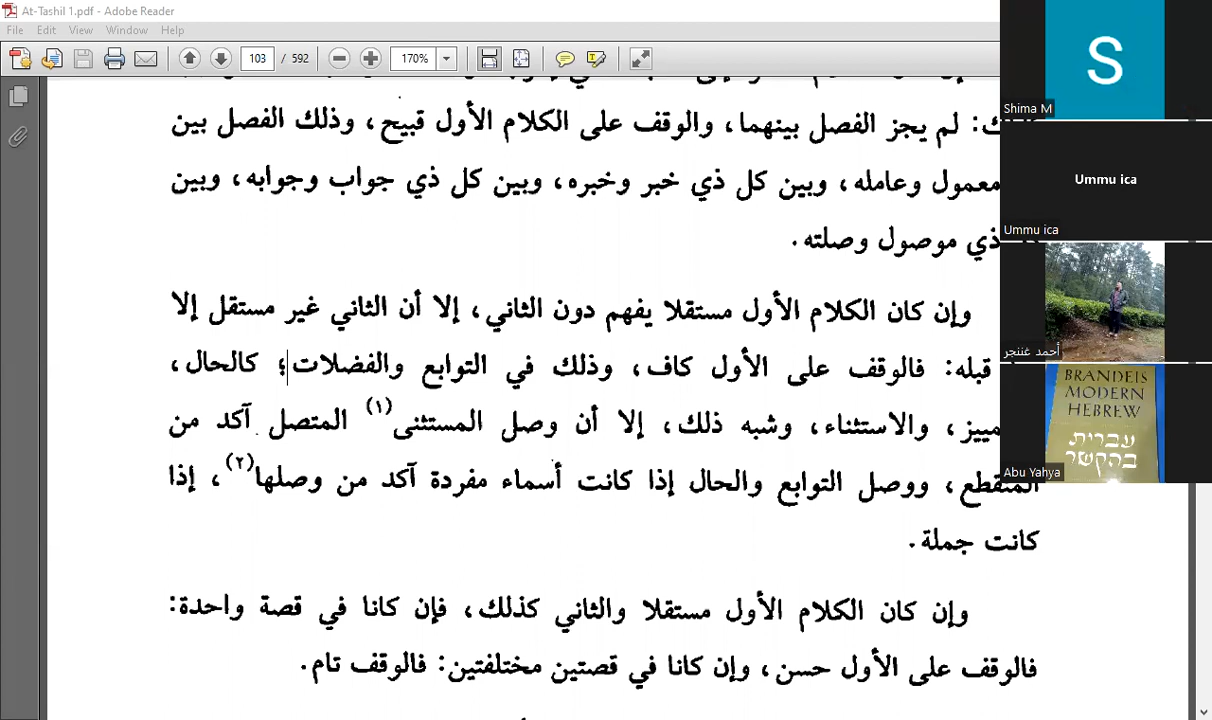 At-Tashil 1.pdf - Adobe Reader
File Edit View Window Help
103 / 592 170%
لم يجز الفصل بينهما، والوقف على الكلام الأول قبيح، وذلك الفصل بين
معمول وعامله، وبين كل ذي خبر وخبره، وبين كل ذي جواب وجوابه، وبين
ذي موصول وصلته.
وإن كان الكلام الأول مستقلا يفهم دون الثاني، إلا أن الثاني غير مستقل إلا
قبله: فالوقف على الأول كاف، وذلك في التوابع والفضلات؛ كالحال،
والاستثناء، وشبه ذلك، إلا أن وصل المستثنى (١) المتصل آكد من
المنقطع، ووصل التوابع والحال إذا كانت أسماء مفردة آكد من وصلها(٢)، إذا
كانت جملة.
وإن كان الكلام الأول مستقلا والثاني كذلك، فإن كانا في قصة واحدة:
فالوقف على الأول حسن، وإن كانا في قصتين مختلفتين: فالوقف تام.
S
Shima M
Ummu ica
Ummu ica
أحمد غننجر
BRANDEIS
MODERN
HEBREW
עברית
בהקשר
Abu Yahya